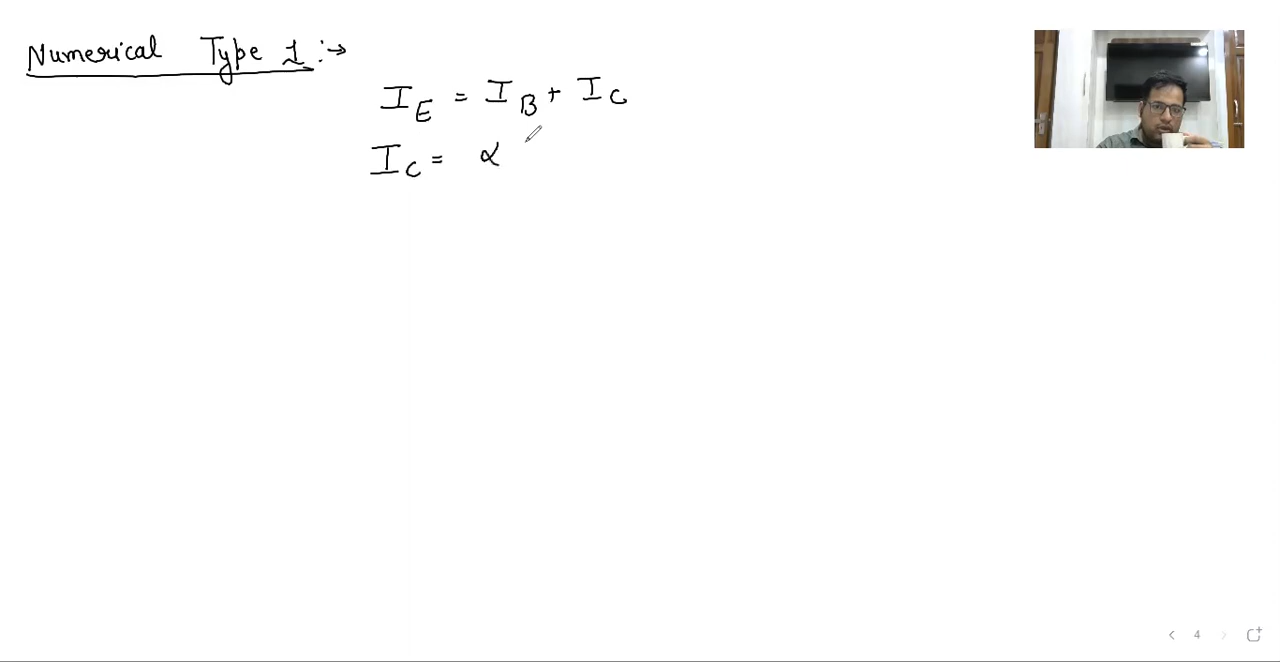 Numerical Type 1 :→
I_E = I_B + I_C
I_C = α
4